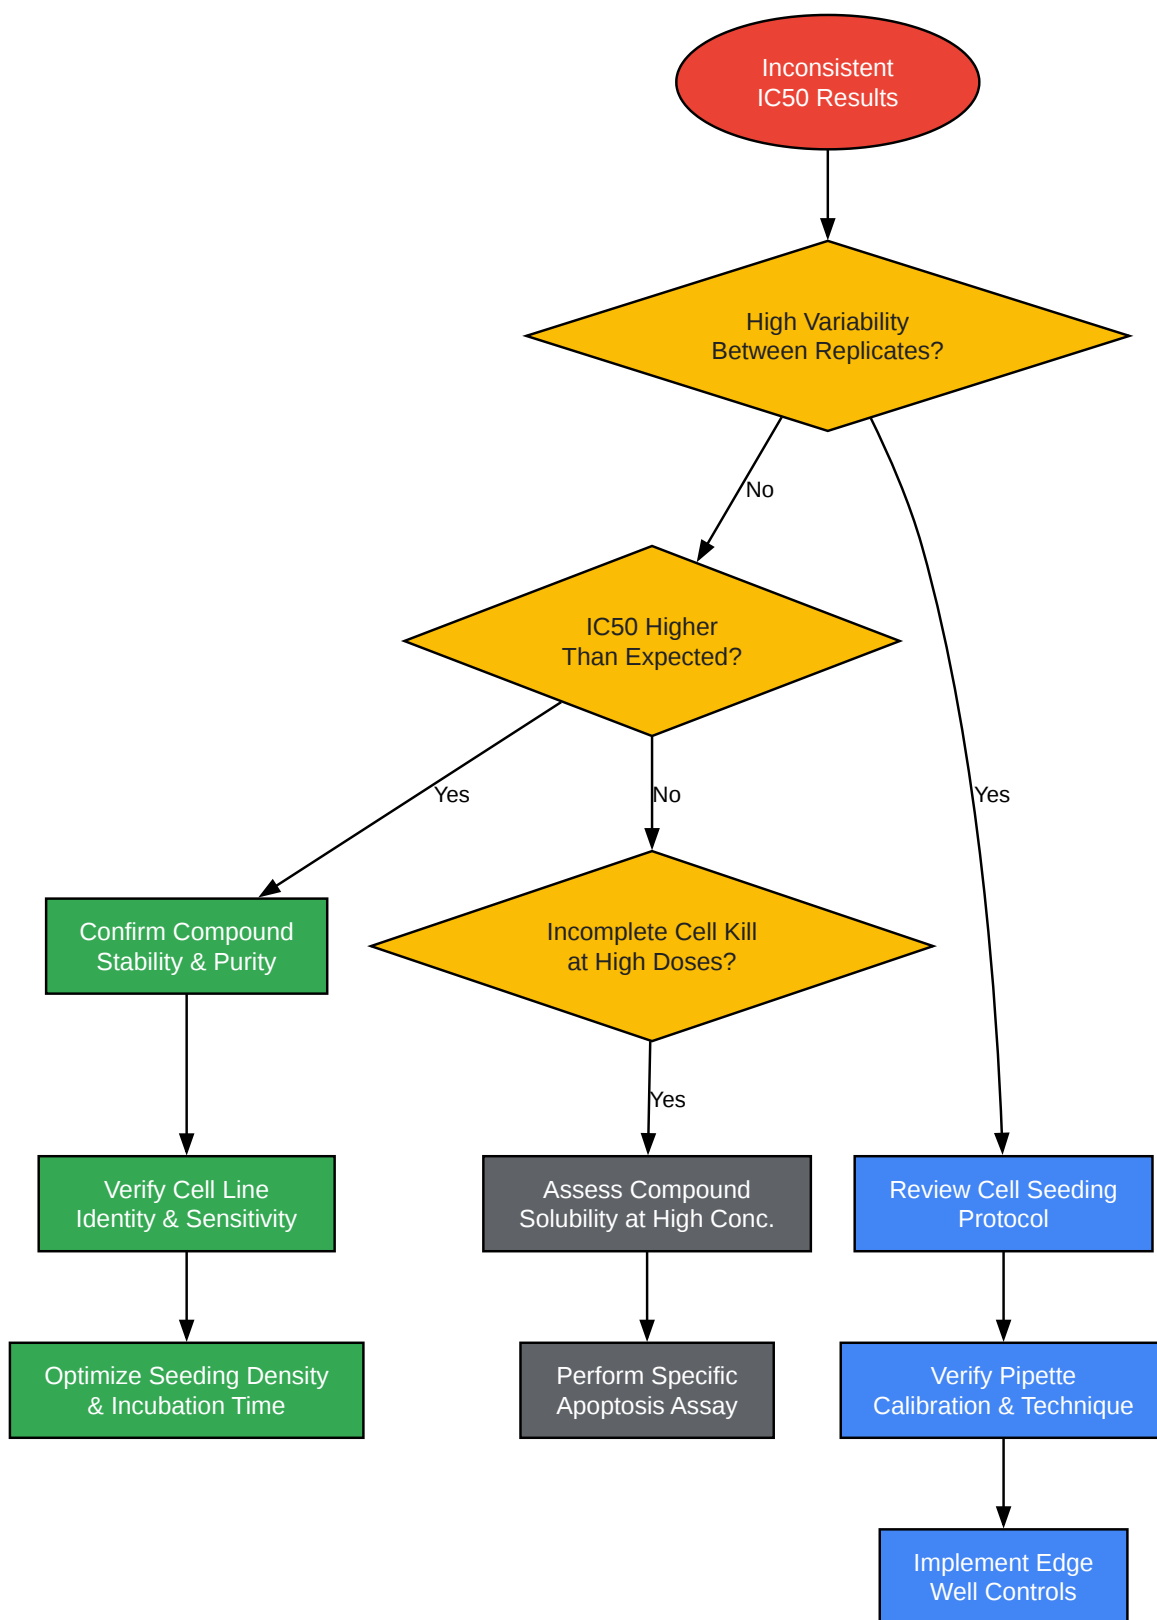 Inconsistent
IC50 Results
High Variability
Between Replicates?
No
IC50 Higher
Than Expected?
Yes
No
Yes
Confirm Compound
Stability & Purity
Incomplete Cell Kill
at High Doses?
Yes
Verify Cell Line
Identity & Sensitivity
Assess Compound
Solubility at High Conc.
Review Cell Seeding
Protocol
Optimize Seeding Density
& Incubation Time
Perform Specific
Apoptosis Assay
Verify Pipette
Calibration & Technique
Implement Edge
Well Controls